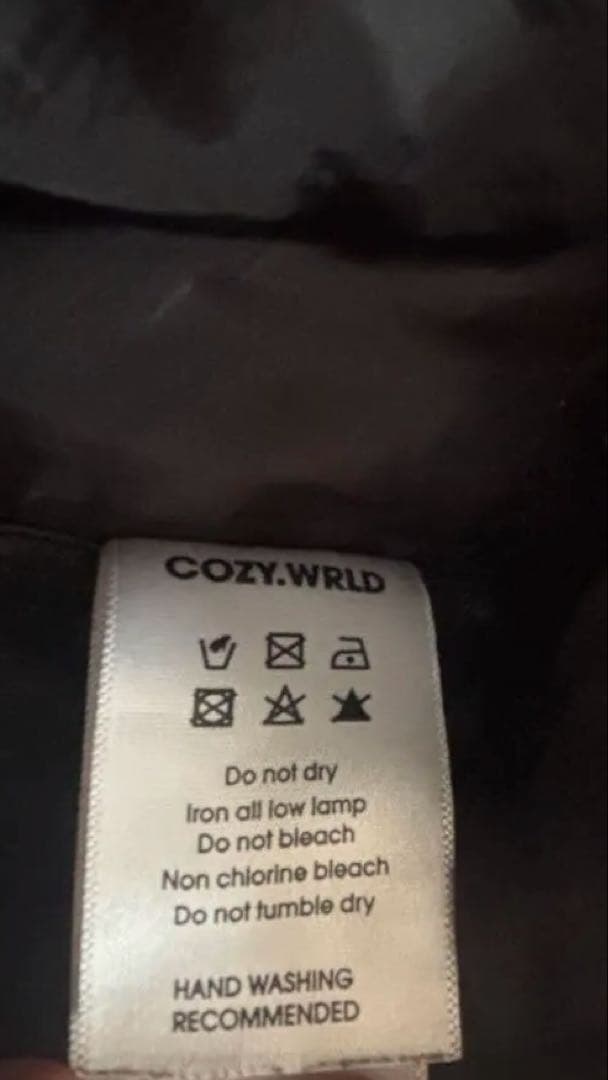 COZY.WRLD
Do not dry
Iron all low lamp
Do not bleach
Non chlorine bleach
Do not tumble dry
HAND WASHING
RECOMMENDED